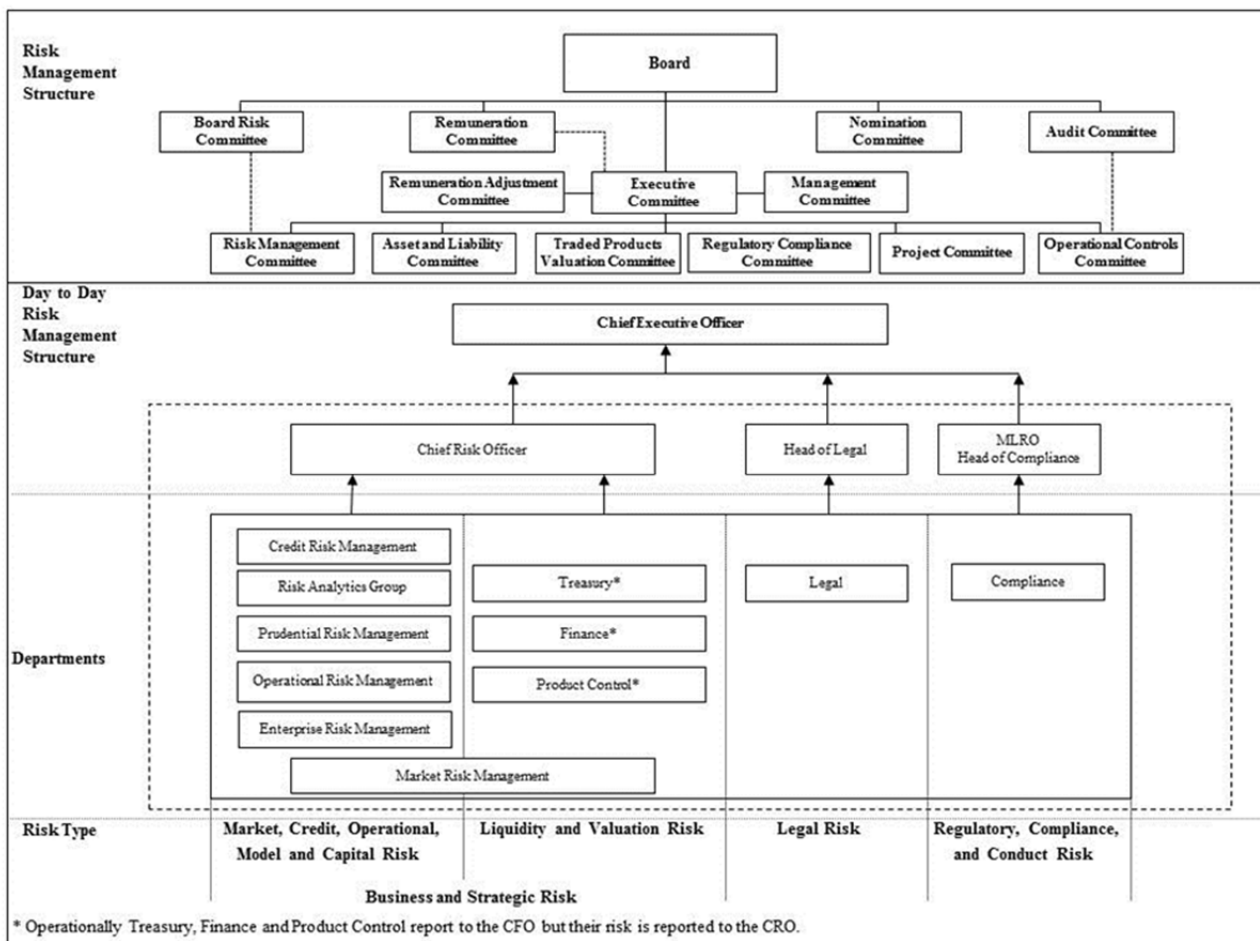 Risk
Management
Structure
Board
Board Risk
Committee
Remuneration
Committee
Nomination
Committee
Audit Committee
Remuneration Adjustment
Committee
Executive
Committee
Management
Committee
Risk Management
Committee
Asset and Liability
Committee
Traded Products
Valuation Committee
Regulatory Compliance
Committee
Project Committee
Operational Controls
Committee
Day to Day
Risk
Management
Structure
Chief Executive Officer
Chief Risk Officer
Head of Legal
MLRO
Head of Compliance
Departments
Credit Risk Management
Risk Analytics Group
Prudential Risk Management
Operational Risk Management
Enterprise Risk Management
Market Risk Management
Treasury*
Finance*
Product Control*
Legal
Compliance
Risk Type
Market, Credit, Operational,
Model and Capital Risk
Liquidity and Valuation Risk
Legal Risk
Regulatory, Compliance,
and Conduct Risk
Business and Strategic Risk
* Operationally Treasury, Finance and Product Control report to the CFO but their risk is reported to the CRO.